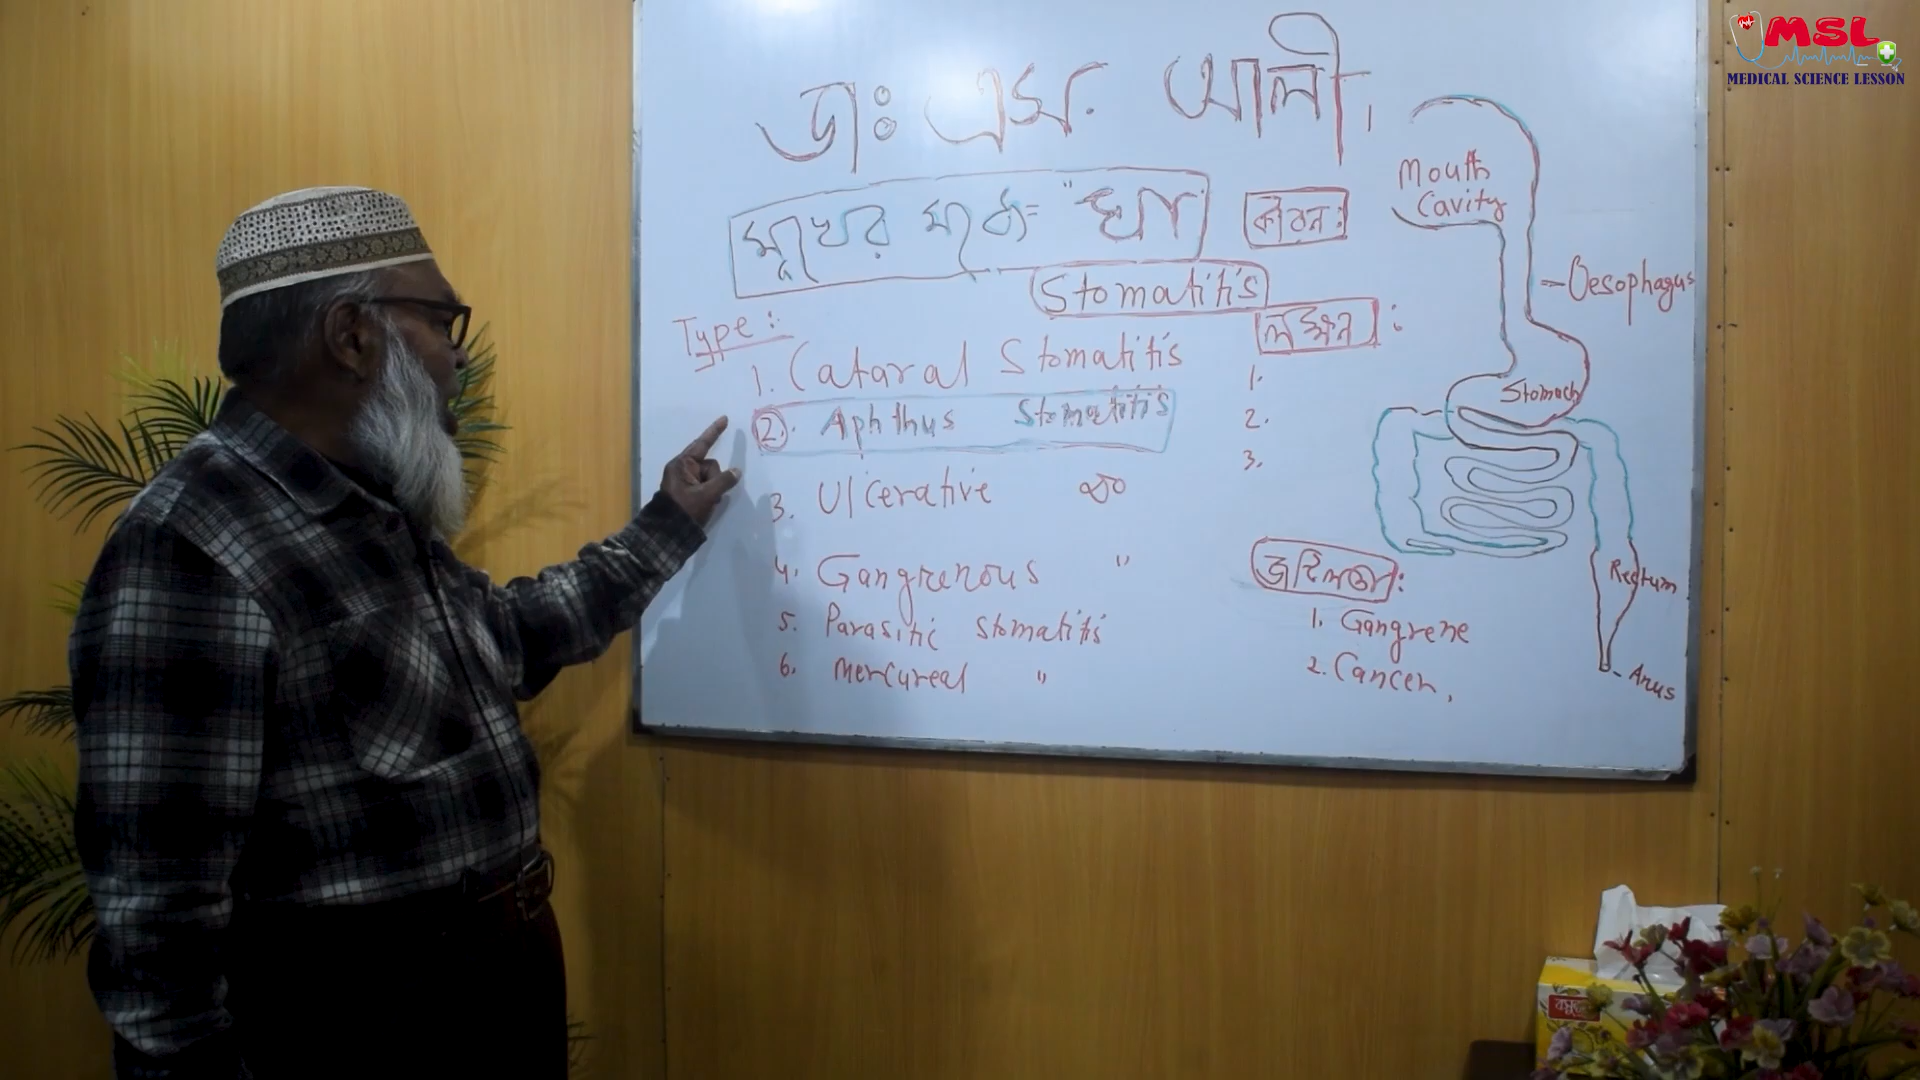 MSL
MEDICAL SCIENCE LESSON
ডাঃ এস. আলী।
মূখের মধ্যে "ঘা"
Stomatitis
Type:
1. Cataral Stomatitis
2. Aphthus Stomatitis
3. Ulcerative
4. Gangrenous "
5. Parasitic Stomatitis
6. Mercureal "
কারন:
লক্ষন:
1.
2.
3.
জটিলতা:
1. Gangrene
2. Cancer,
Mouth
Cavity
Oesophagus
Stomach
Rectum
Anus